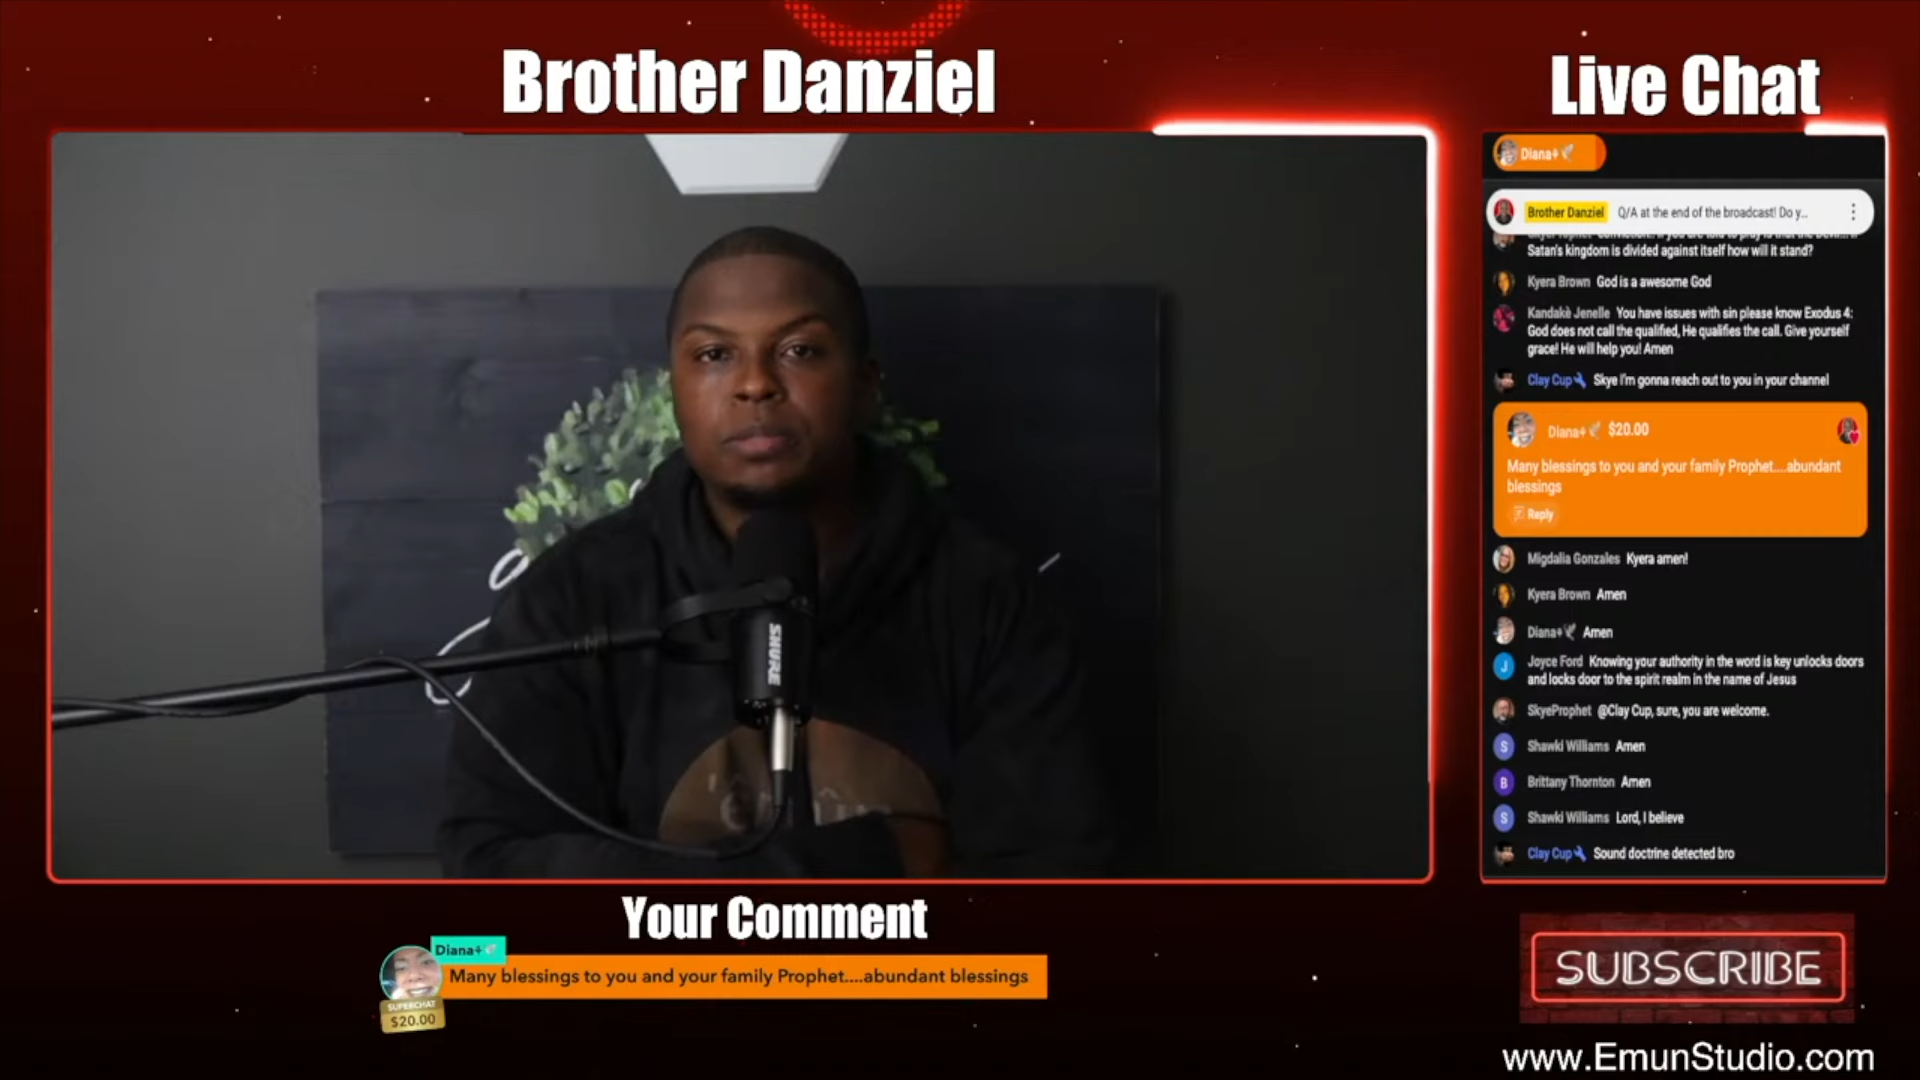 Brother Danziel
Live Chat
SHURE
Diana
Brother Danziel Q/A at the end of the broadcast! Do y...
Satan's kingdom is divided against itself how will it stand?
Kyera Brown God is a awesome God
Kandakè Jenelle You have issues with sin please know Exodus 4:
God does not call the qualified, He qualifies the call. Give yourself
grace! He will help you! Amen
Clay Cup Skye I'm gonna reach out to you in your channel
Diana $20.00
Many blessings to you and your family Prophet....abundant
blessings
Reply
Migdalia Gonzales Kyera amen!
Kyera Brown Amen
Diana Amen
J Joyce Ford Knowing your authority in the word is key unlocks doors
and locks door to the spirit realm in the name of Jesus
SkyeProphet @Clay Cup, sure, you are welcome.
S Shawki Williams Amen
B Brittany Thornton Amen
S Shawki Williams Lord, I believe
Clay Cup Sound doctrine detected bro
Your Comment
Diana
Many blessings to you and your family Prophet....abundant blessings
SUPERCHAT
$20.00
SUBSCRIBE
www.EmunStudio.com